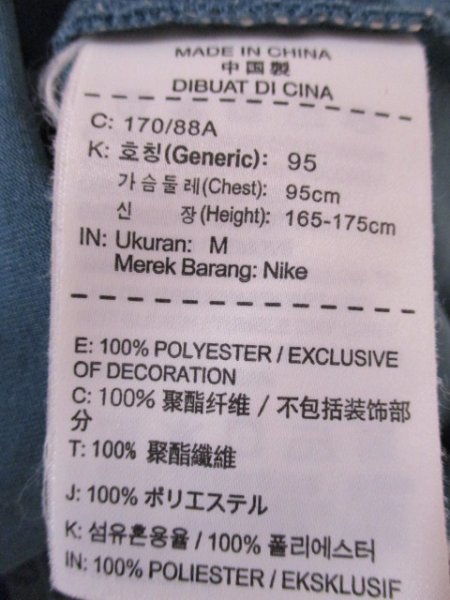 MADE IN CHINA
中国製
DIBUAT DI CINA
C: 170/88A
K: 호칭(Generic): 95
가슴둘레(Chest): 95cm
신 장(Height): 165-175cm
IN: Ukuran: M
Merek Barang: Nike
E: 100% POLYESTER / EXCLUSIVE
OF DECORATION
C: 100% 聚酯纤维 / 不包括装饰部
分
T: 100% 聚酯纖維
J: 100% ポリエステル
K: 섬유혼용율 / 100% 폴리에스터
IN: 100% POLIESTER / EKSKLUSIF